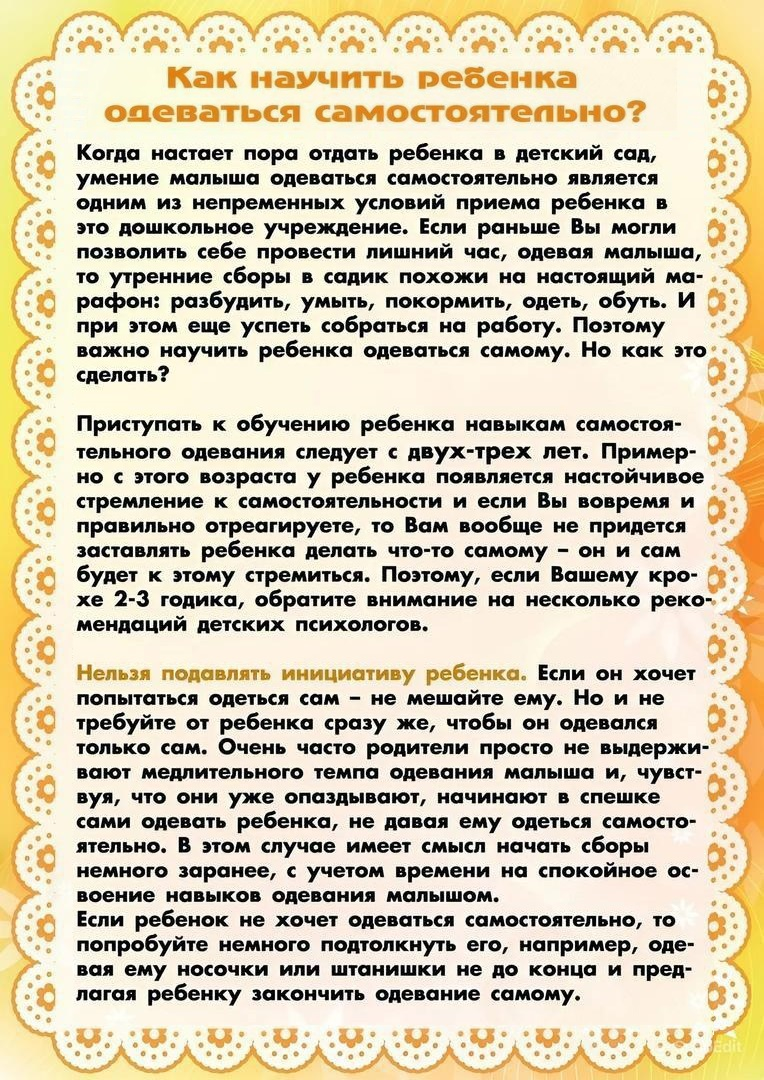 Как научить ребенка
одеваться самостоятельно?
Когда настает пора отдать ребенка в детский сад,
умение малыша одеваться самостоятельно является
одним из непременных условий приема ребенка в
это дошкольное учреждение. Если раньше Вы могли
позволить себе провести лишний час, одевая малыша,
то утренние сборы в садик похожи на настоящий ма-
рафон: разбудить, умыть, покормить, одеть, обуть. И
при этом еще успеть собраться на работу. Поэтому
важно научить ребенка одеваться самому. Но как это
сделать?
Приступать к обучению ребенка навыкам самостоя-
тельного одевания следует с двух-трех лет. Пример-
но с этого возраста у ребенка появляется настойчивое
стремление к самостоятельности и если Вы вовремя и
правильно отреагируете, то Вам вообще не придется
заставлять ребенка делать что-то самому – он и сам
будет к этому стремиться. Поэтому, если Вашему кро-
хе 2-3 годика, обратите внимание на несколько реко-
мендаций детских психологов.
Нельзя подавлять инициативу ребенка. Если он хочет
попытаться одеться сам – не мешайте ему. Но и не
требуйте от ребенка сразу же, чтобы он одевался
только сам. Очень часто родители просто не выдержи-
вают медлительного темпа одевания малыша и, чувст-
вуя, что они уже опаздывают, начинают в спешке
сами одевать ребенка, не давая ему одеться самосто-
ятельно. В этом случае имеет смысл начать сборы
немного заранее, с учетом времени на спокойное ос-
воение навыков одевания малышом.
Если ребенок не хочет одеваться самостоятельно, то
попробуйте немного подтолкнуть его, например, оде-
вая ему носочки или штанишки не до конца и пред-
лагая ребенку закончить одевание самому.